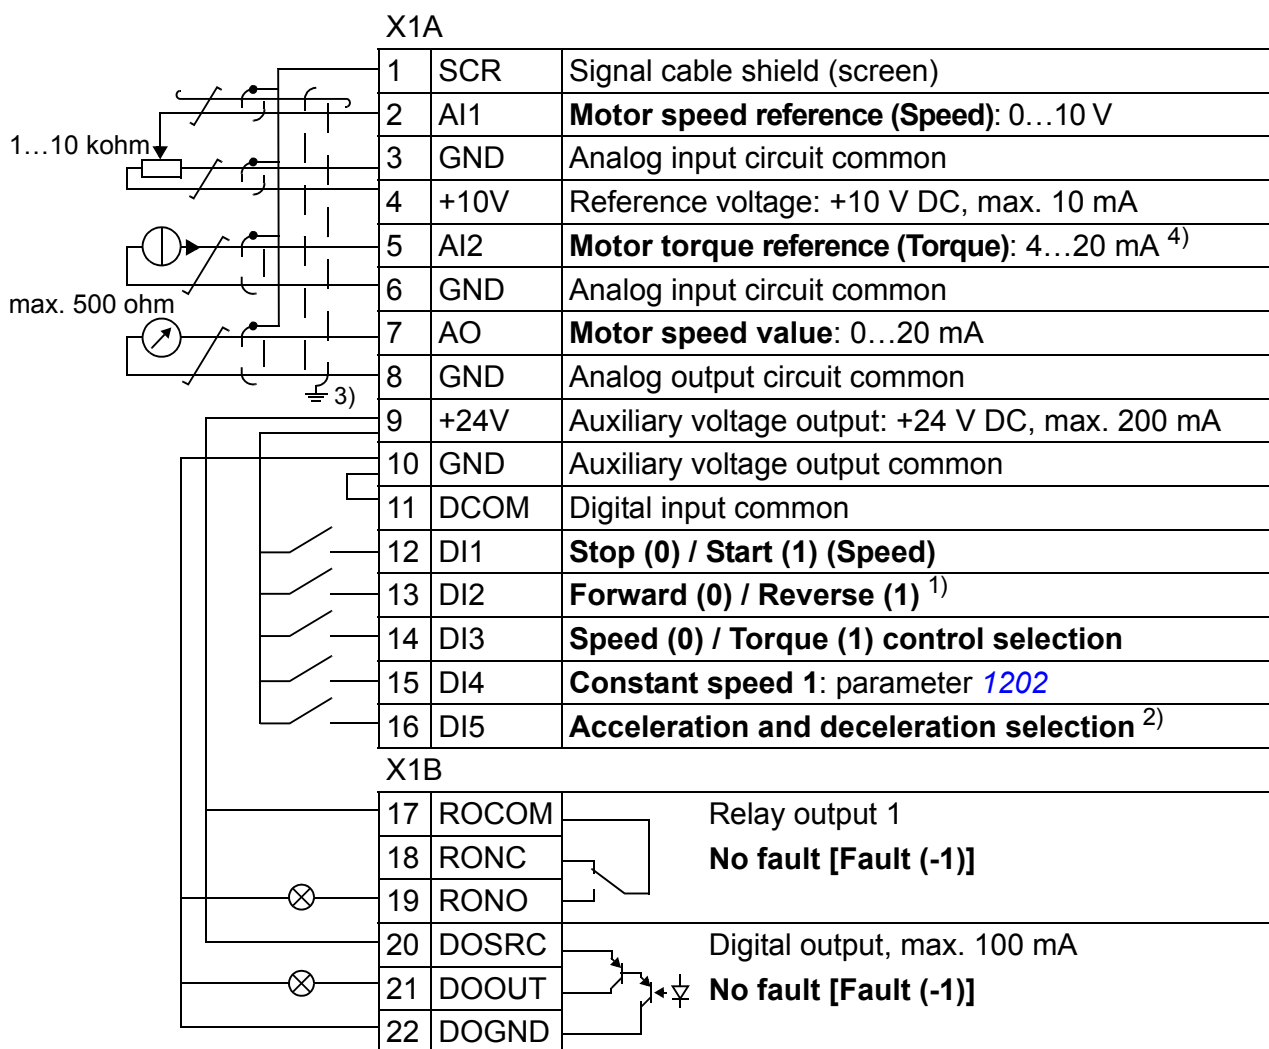 X1A
1 SCR Signal cable shield (screen)
2 AI1 Motor speed reference (Speed): 0…10 V
1…10 kohm
3 GND Analog input circuit common
4 +10V Reference voltage: +10 V DC, max. 10 mA
5 AI2 Motor torque reference (Torque): 4…20 mA 4)
6 GND Analog input circuit common
max. 500 ohm
7 AO Motor speed value: 0…20 mA
8 GND Analog output circuit common
3)
9 +24V Auxiliary voltage output: +24 V DC, max. 200 mA
10 GND Auxiliary voltage output common
11 DCOM Digital input common
12 DI1 Stop (0) / Start (1) (Speed)
13 DI2 Forward (0) / Reverse (1) 1)
14 DI3 Speed (0) / Torque (1) control selection
15 DI4 Constant speed 1: parameter 1202
16 DI5 Acceleration and deceleration selection 2)
X1B
17 ROCOM Relay output 1
18 RONC No fault [Fault (-1)]
19 RONO
20 DOSRC Digital output, max. 100 mA
21 DOOUT No fault [Fault (-1)]
22 DOGND